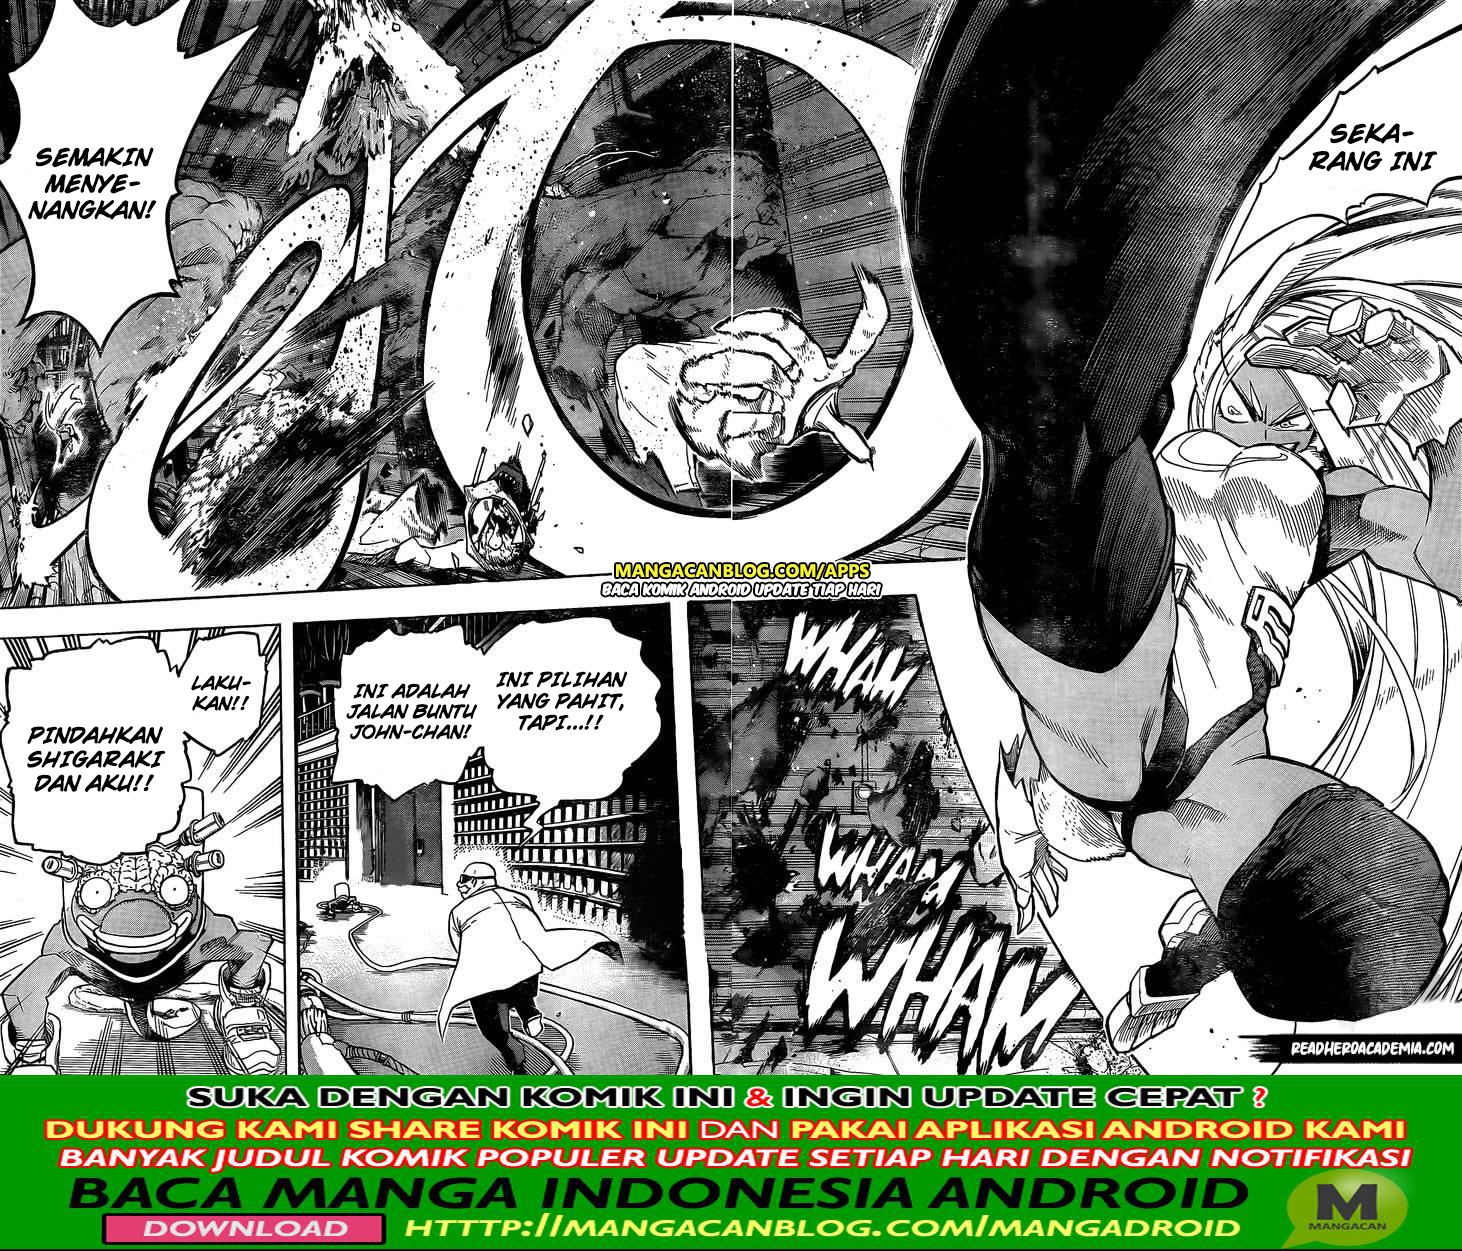 SEKA-
RANG INI
SEMAKIN
MENYE-
NANGKAN!
MANGACANBLOG.COM/APPS
BACA KOMIK ANDROID UPDATE TIAP HARI
WHAM
WHAM
WHAM
INI PILIHAN
YANG PAHIT,
TAPI...!!
INI ADALAH
JALAN BUNTU
JOHN-CHAN!
LAKU-
KAN!!
PINDAHKAN
SHIGARAKI
DAN AKU!!
READHEROACADEMIA.COM
SUKA DENGAN KOMIK INI & INGIN UPDATE CEPAT ?
DUKUNG KAMI SHARE KOMIK INI DAN PAKAI APLIKASI ANDROID KAMI
BANYAK JUDUL KOMIK POPULER UPDATE SETIAP HARI DENGAN NOTIFIKASI
BACA MANGA INDONESIA ANDROID
DOWNLOAD HTTTP://MANGACANBLOG.COM/MANGADROID
M
MANGACAN